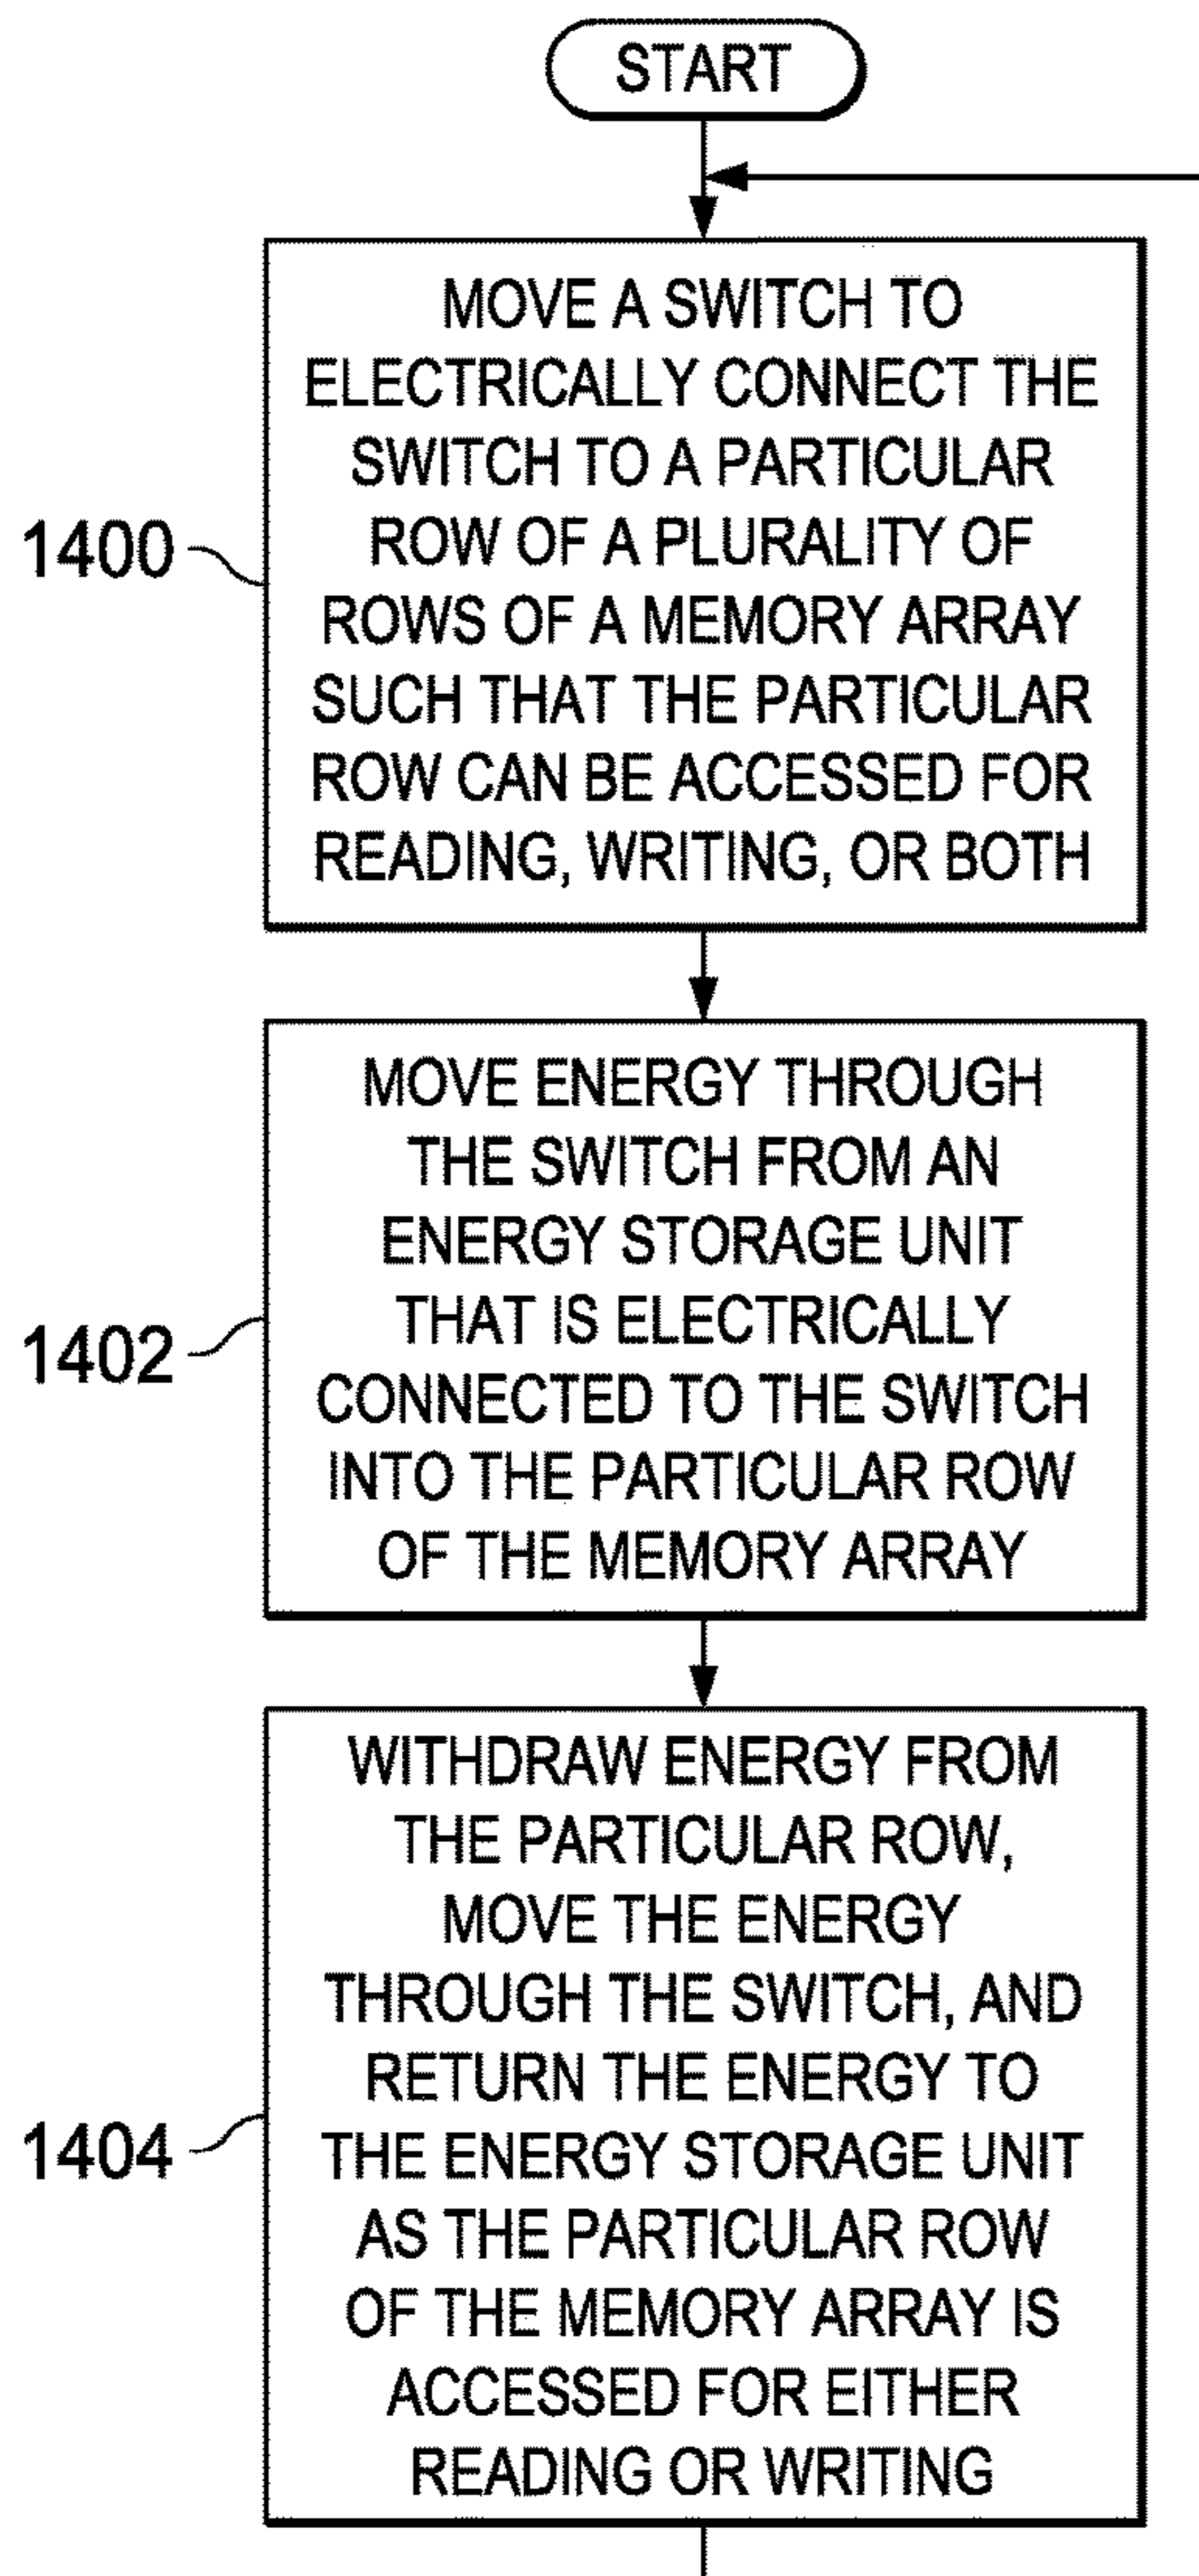 START
MOVE A SWITCH TO
ELECTRICALLY CONNECT THE
SWITCH TO A PARTICULAR
ROW OF A PLURALITY OF
ROWS OF A MEMORY ARRAY
SUCH THAT THE PARTICULAR
ROW CAN BE ACCESSED FOR
READING, WRITING, OR BOTH
1400
MOVE ENERGY THROUGH
THE SWITCH FROM AN
ENERGY STORAGE UNIT
THAT IS ELECTRICALLY
CONNECTED TO THE SWITCH
INTO THE PARTICULAR ROW
OF THE MEMORY ARRAY
1402
WITHDRAW ENERGY FROM
THE PARTICULAR ROW,
MOVE THE ENERGY
THROUGH THE SWITCH, AND
RETURN THE ENERGY TO
THE ENERGY STORAGE UNIT
AS THE PARTICULAR ROW
OF THE MEMORY ARRAY IS
ACCESSED FOR EITHER
READING OR WRITING
1404